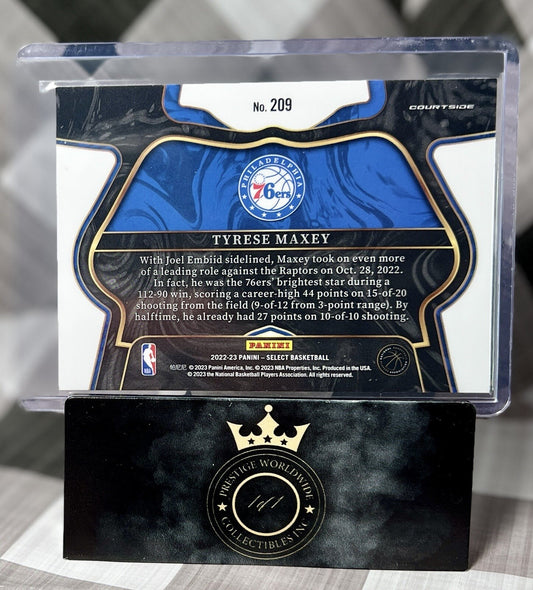 No. 209
COURTSIDE
PHILADELPHIA
76ers
TYRESE MAXEY
With Joel Embiid sidelined, Maxey took on even more
of a leading role against the Raptors on Oct. 28, 2022.
In fact, he was the 76ers' brightest star during a
112-90 win, scoring a career-high 44 points on 15-of-20
shooting from the field (9-of-12 from 3-point range). By
halftime, he already had 27 points on 10-of-10 shooting.
PANINI
2022-23 PANINI – SELECT BASKETBALL
帕尼尼 © 2023 Panini America, Inc. © 2023 NBA Properties, Inc. Produced in the USA.
© 2023 the National Basketball Players Association. All rights reserved.
NBA
PRESTIGE WORLDWIDE
1of1
COLLECTIBLES INC